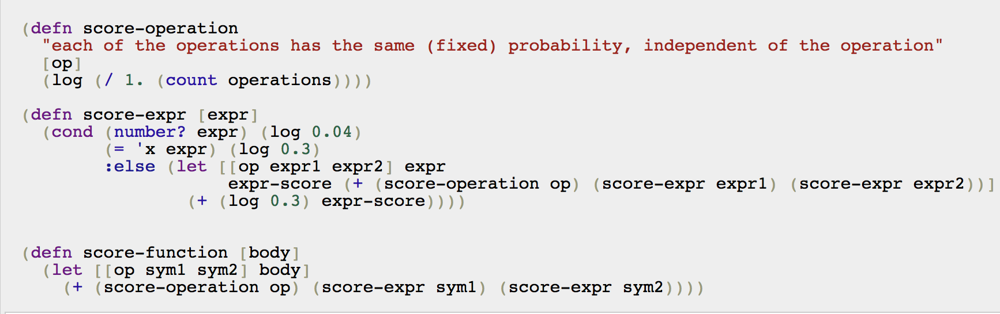 (defn score-operation
  "each of the operations has the same (fixed) probability, independent of the operation"
  [op]
  (log (/ 1. (count operations))))
(defn score-expr [expr]
  (cond (number? expr) (log 0.04)
        (= 'x expr) (log 0.3)
        :else (let [[op expr1 expr2] expr
                    expr-score (+ (score-operation op) (score-expr expr1) (score-expr expr2))]
                (+ (log 0.3) expr-score))))
(defn score-function [body]
  (let [[op sym1 sym2] body]
    (+ (score-operation op) (score-expr sym1) (score-expr sym2))))